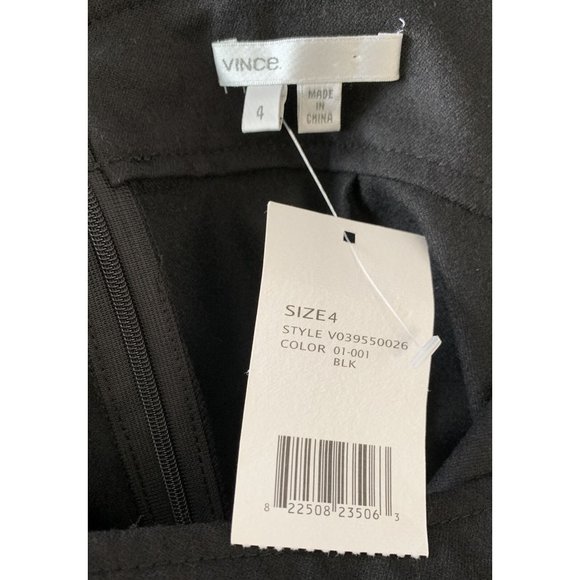 VINCE.
4
MADE
IN
CHINA
SIZE4
STYLE V039550026
COLOR 01-001
BLK
8 22508 23506 3